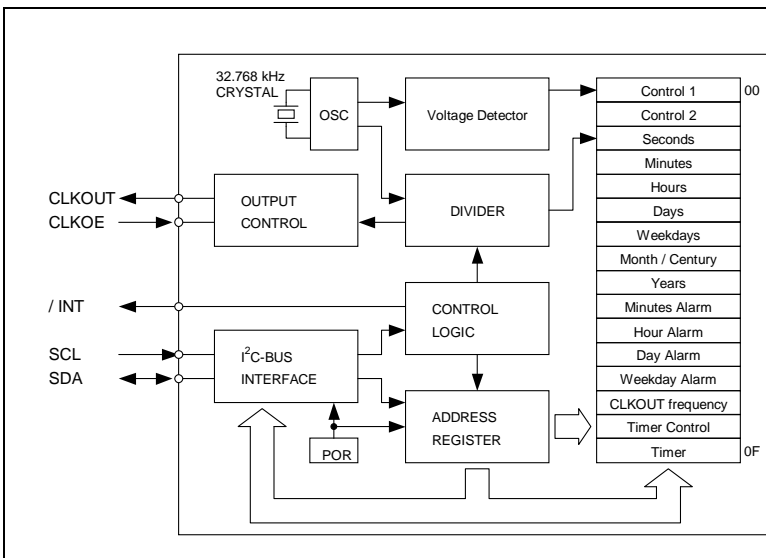 32.768 kHz
CRYSTAL
OSC
Voltage Detector
CLKOUT
CLKOE
OUTPUT
CONTROL
DIVIDER
/ INT
CONTROL
LOGIC
SCL
SDA
I²C-BUS
INTERFACE
ADDRESS
REGISTER
POR
Control 1 00
Control 2
Seconds
Minutes
Hours
Days
Weekdays
Month / Century
Years
Minutes Alarm
Hour Alarm
Day Alarm
Weekday Alarm
CLKOUT frequency
Timer Control
Timer 0F